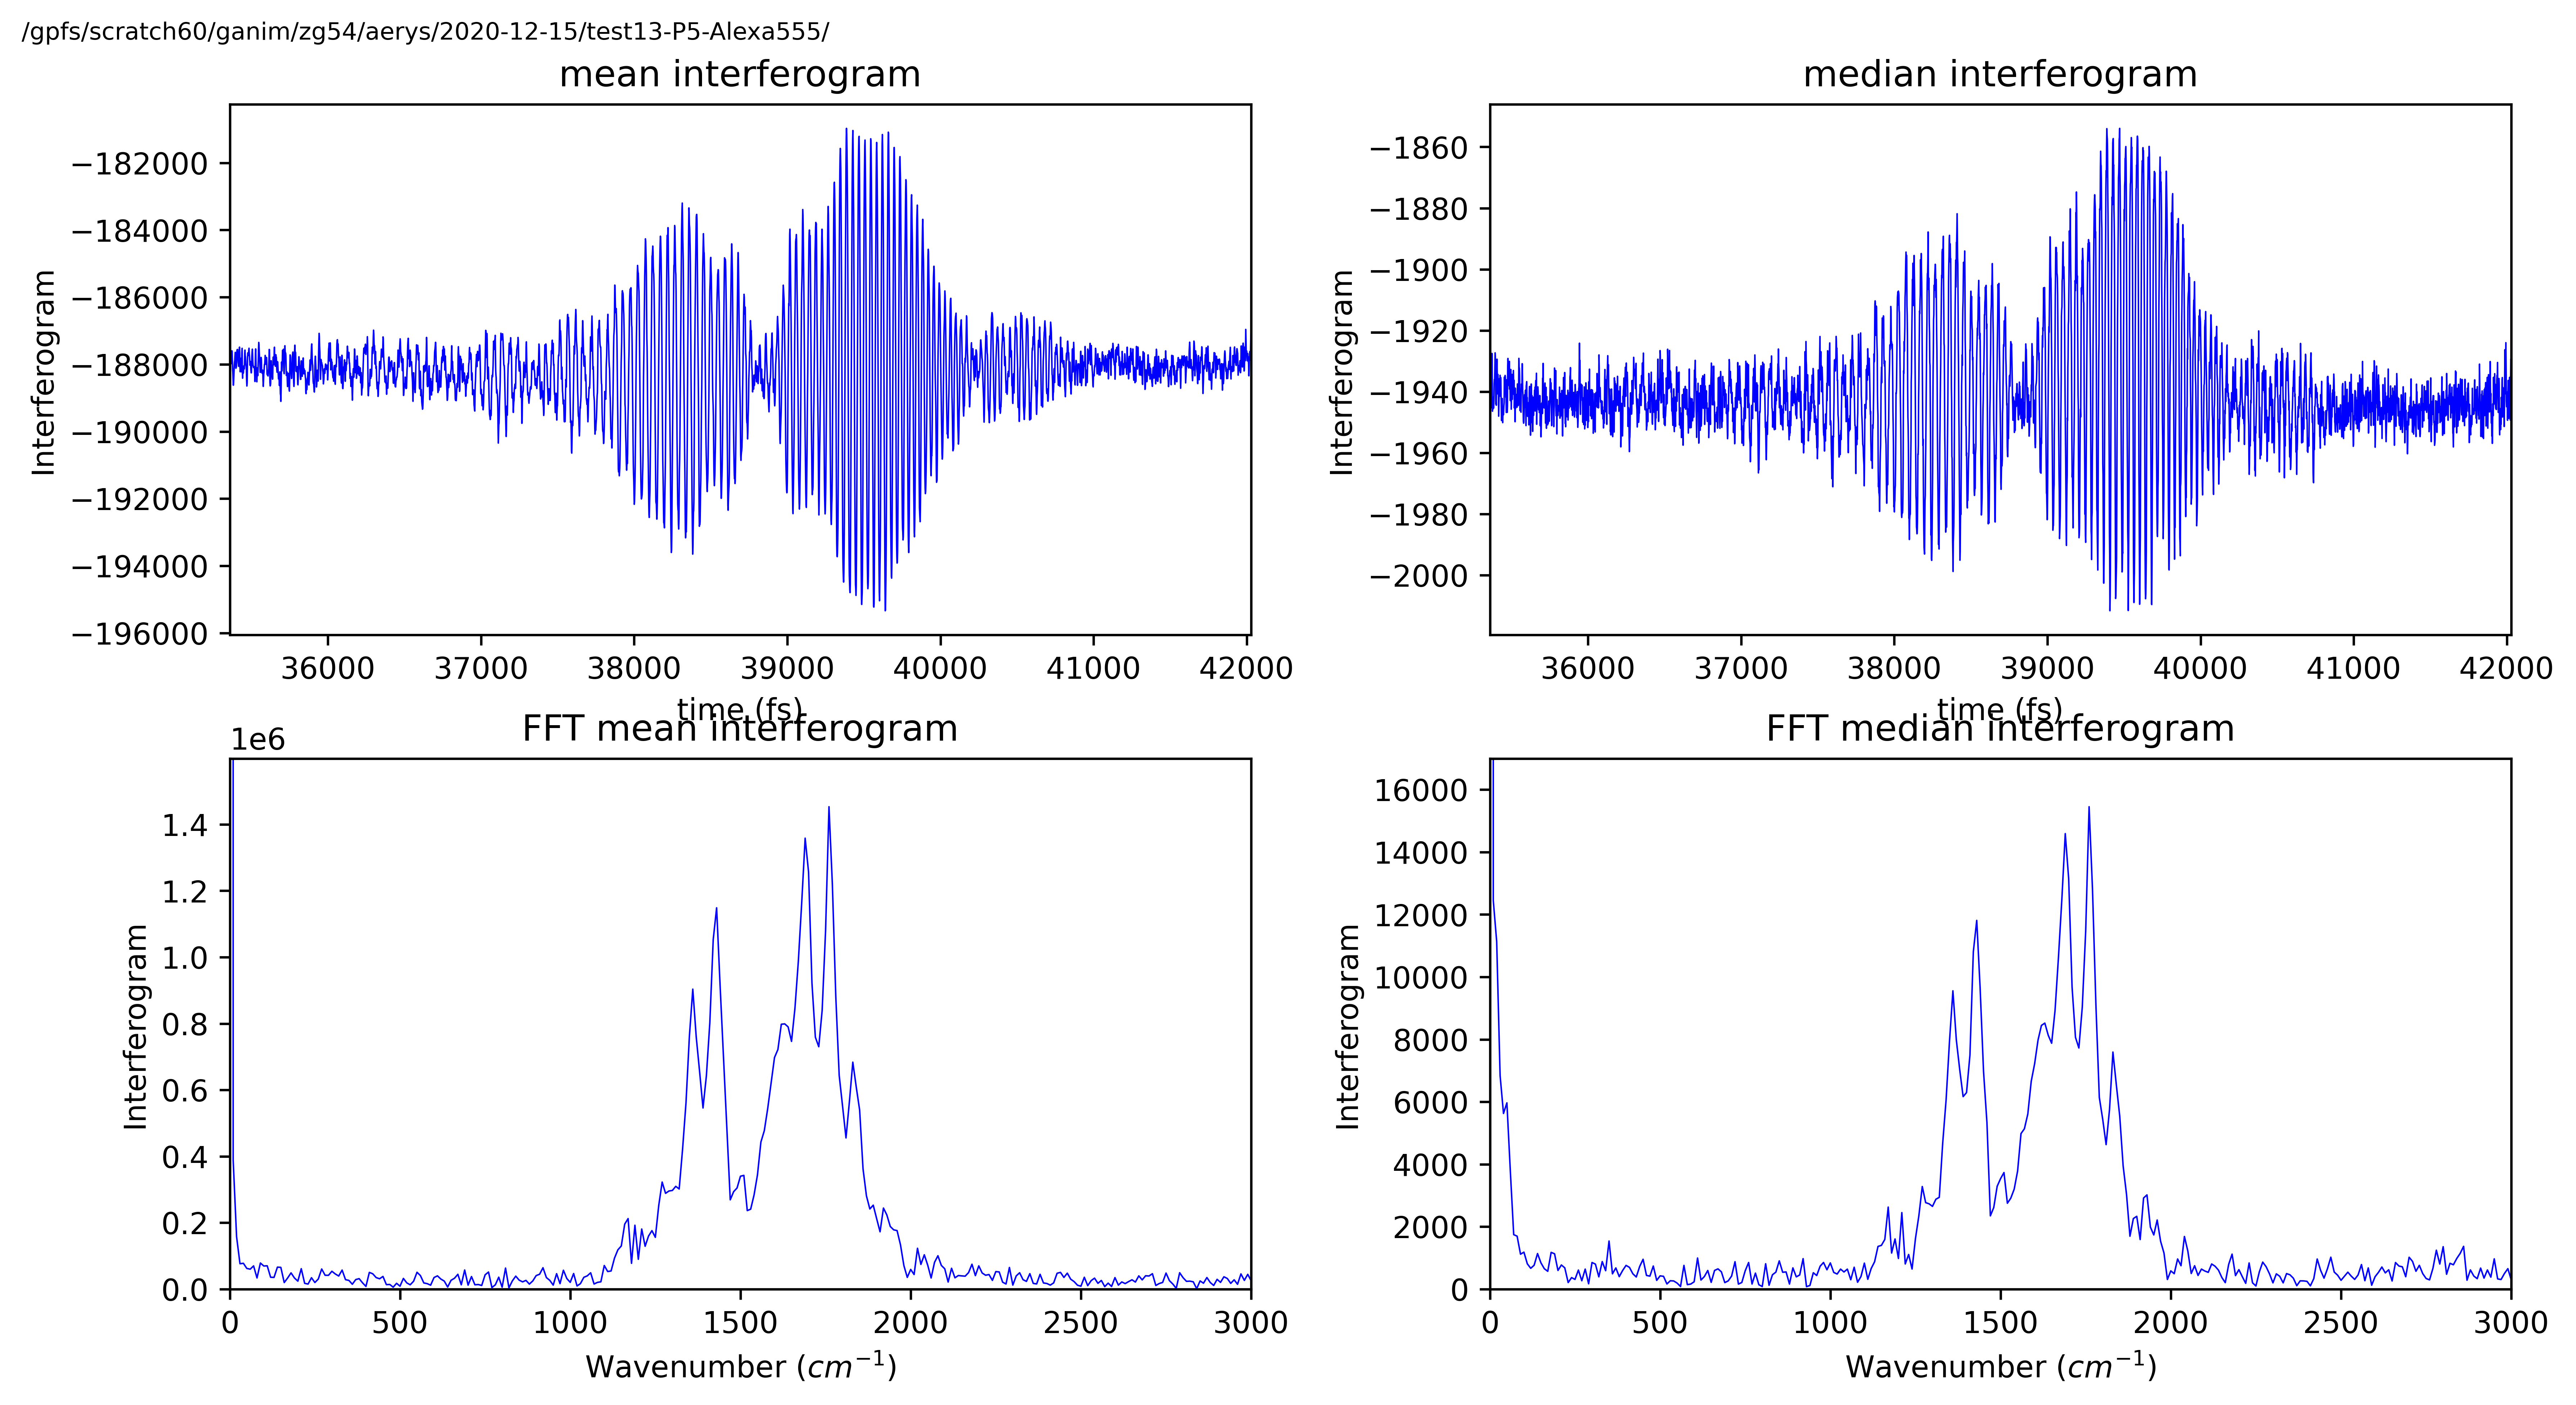 /gpfs/scratch60/ganim/zg54/aerys/2020-12-15/test13-P5-Alexa555/
mean interferogram
Interferogram
−182000
−184000
−186000
−188000
−190000
−192000
−194000
−196000
36000 37000 38000 39000 40000 41000 42000
time (fs)
median interferogram
Interferogram
−1860
−1880
−1900
−1920
−1940
−1960
−1980
−2000
36000 37000 38000 39000 40000 41000 42000
time (fs)
FFT mean interferogram
1e6
Interferogram
1.4
1.2
1.0
0.8
0.6
0.4
0.2
0.0
0 500 1000 1500 2000 2500 3000
Wavenumber (cm⁻¹)
FFT median interferogram
Interferogram
16000
14000
12000
10000
8000
6000
4000
2000
0
0 500 1000 1500 2000 2500 3000
Wavenumber (cm⁻¹)